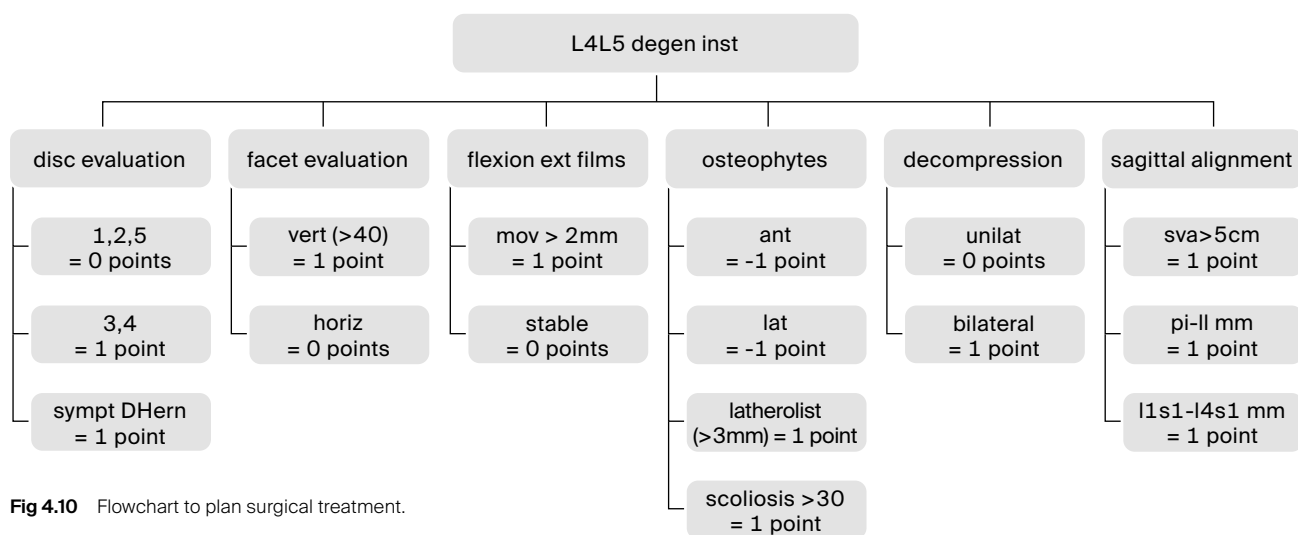 L4L5 degen inst
disc evaluation
1,2,5
= 0 points
3,4
= 1 point
sympt DHern
= 1 point
facet evaluation
vert (>40)
= 1 point
horiz
= 0 points
flexion ext films
mov > 2mm
= 1 point
stable
= 0 points
osteophytes
ant
= -1 point
lat
= -1 point
latherolist
(>3mm) = 1 point
scoliosis >30
= 1 point
decompression
unilat
= 0 points
bilateral
= 1 point
sagittal alignment
sva>5cm
= 1 point
pi-ll mm
= 1 point
l1s1-l4s1 mm
= 1 point
Fig 4.10 Flowchart to plan surgical treatment.